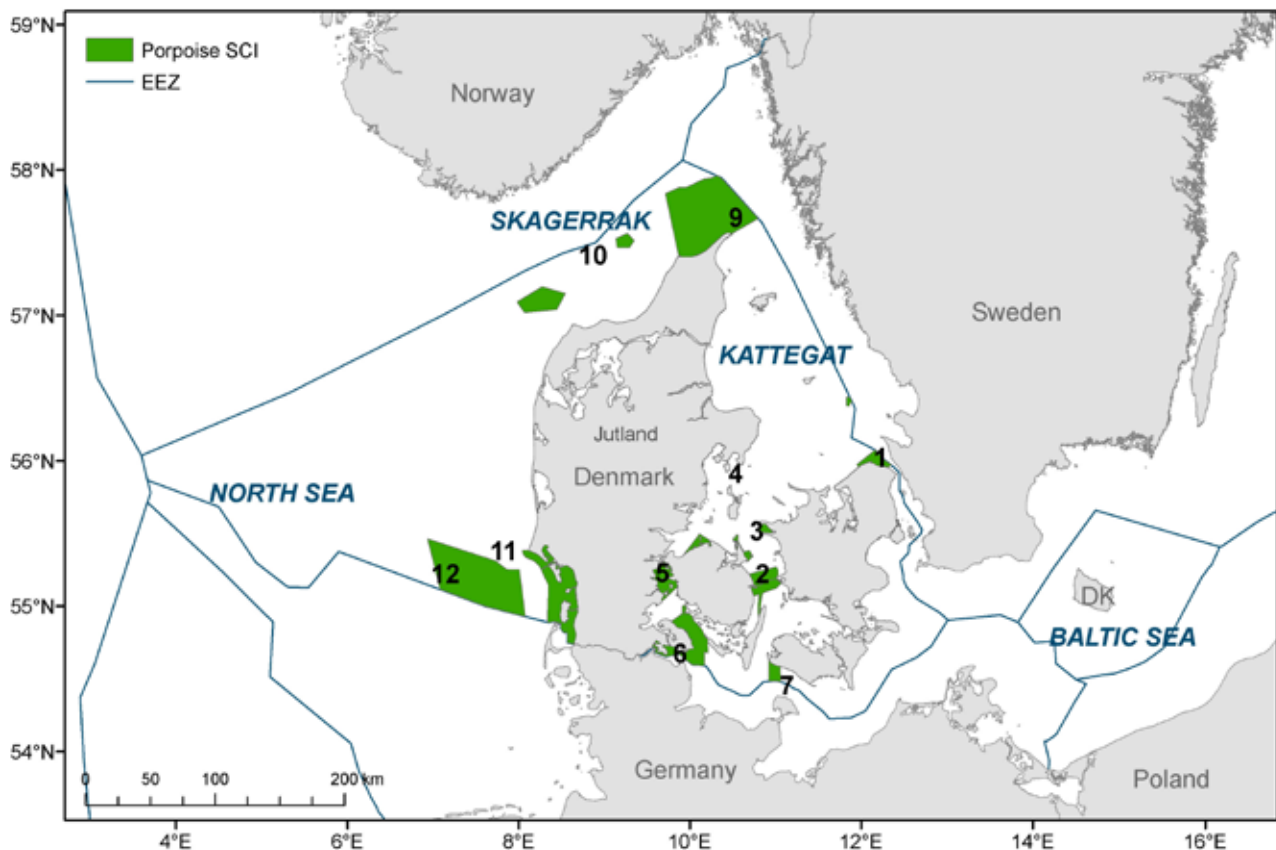 59°N
58°N
57°N
56°N
55°N
54°N
Porpoise SCI
EEZ
Norway
SKAGERRAK
9
10
Sweden
KATTEGAT
Jutland
Denmark
4
1
NORTH SEA
3
11
12
5
2
DK
BALTIC SEA
6
7
Germany
Poland
0 50 100 200 km
4°E 6°E 8°E 10°E 12°E 14°E 16°E